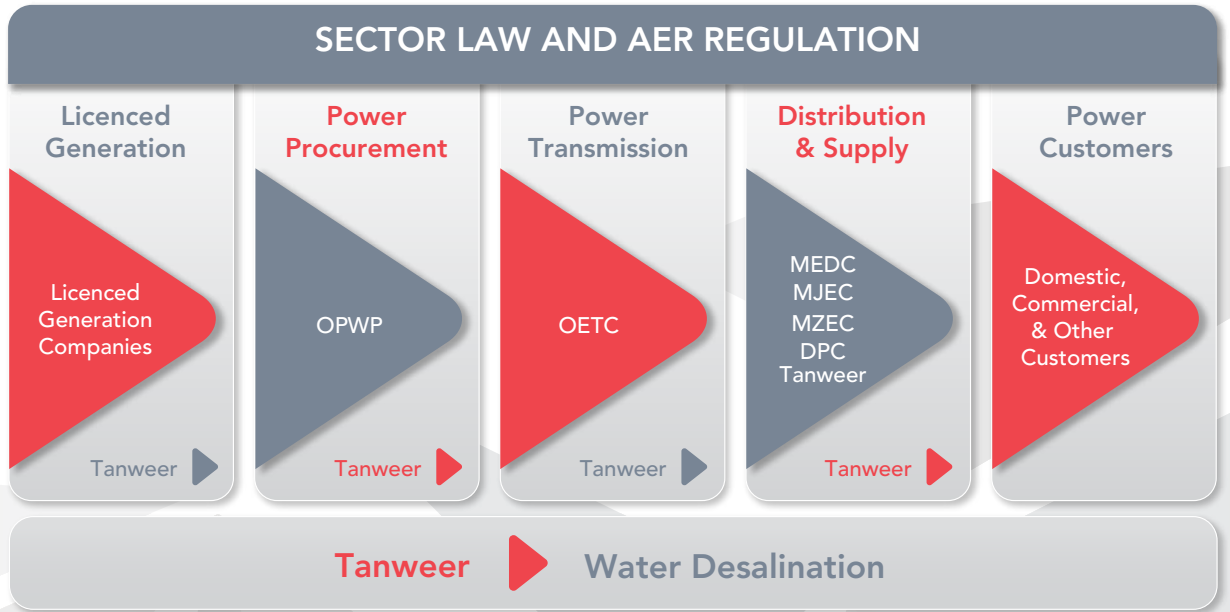 SECTOR LAW AND AER REGULATION
Licenced
Generation
Licenced
Generation
Companies
Tanweer
Power
Procurement
OPWP
Tanweer
Power
Transmission
OETC
Tanweer
Distribution
& Supply
MEDC
MJEC
MZEC
DPC
Tanweer
Tanweer
Power
Customers
Domestic,
Commercial,
& Other
Customers
Tanweer Water Desalination